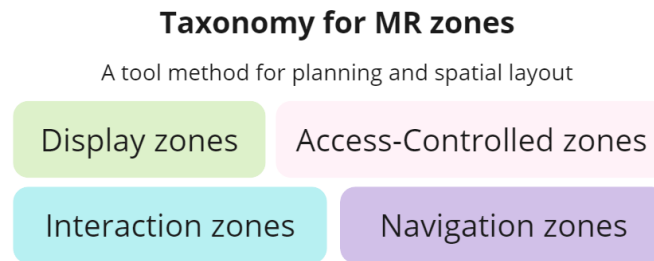 Taxonomy for MR zones
A tool method for planning and spatial layout
Display zones
Access-Controlled zones
Interaction zones
Navigation zones